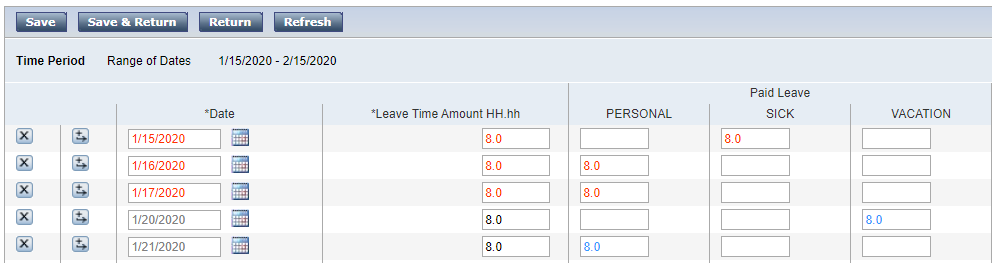 Save Save & Return Return Refresh
Time Period Range of Dates 1/15/2020 - 2/15/2020
Paid Leave
*Date *Leave Time Amount HH.hh PERSONAL SICK VACATION
1/15/2020 8.0 8.0
1/16/2020 8.0 8.0
1/17/2020 8.0 8.0
1/20/2020 8.0 8.0
1/21/2020 8.0 8.0